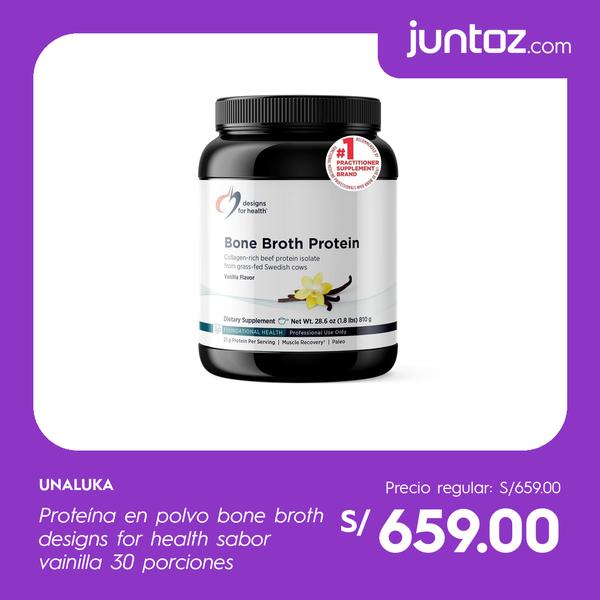 juntoz.com
#1
PRACTITIONER
SUPPLEMENT
BRAND
designs
for health®
Bone Broth Protein
Collagen-rich beef protein isolate
from grass-fed Swedish cows
Vanilla Flavor
Dietary Supplement Net Wt. 28.6 oz (1.8 lbs) 810 g
FOUNDATIONAL HEALTH Professional Use Only
21 g Protein Per Serving | Muscle Recovery† | Paleo
UNALUKA
Precio regular: S/659.00
Proteína en polvo bone broth
designs for health sabor
vainilla 30 porciones
S/ 659.00